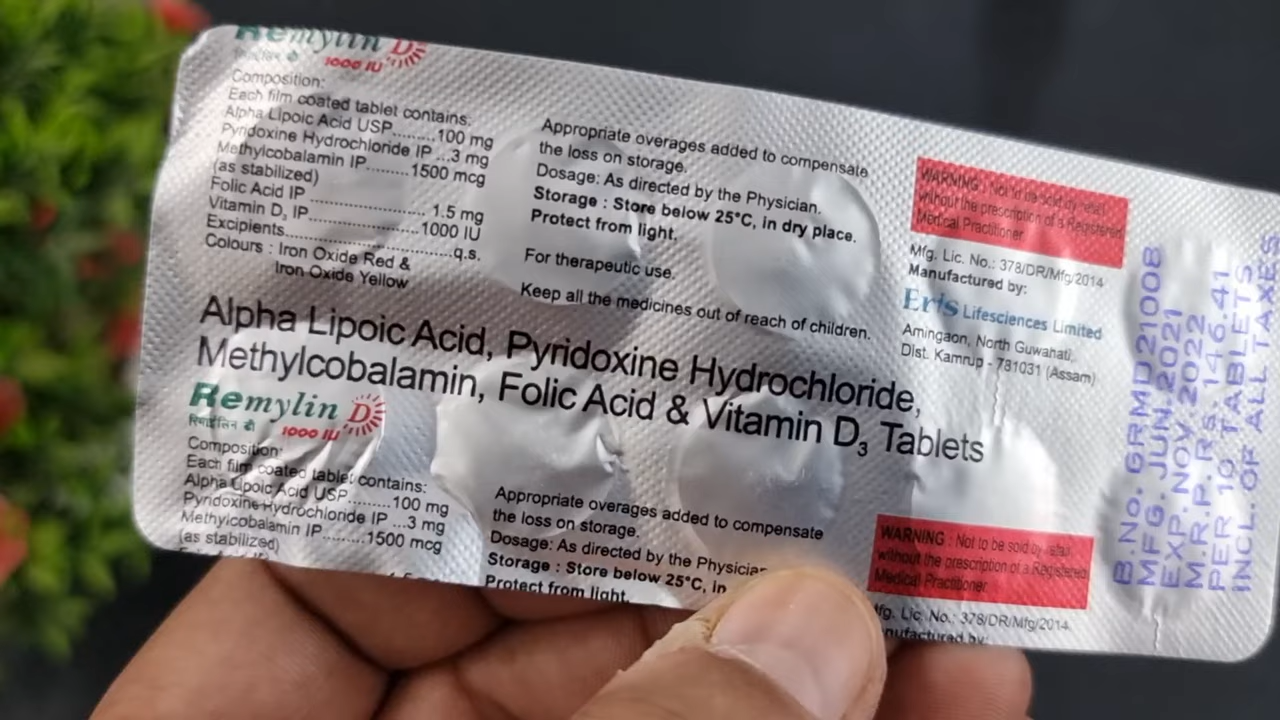 Remylin D
रिमाइलिन डी 1000 IU
Composition:
Each film coated tablet contains:
Alpha Lipoic Acid USP.........100 mg
Pyridoxine Hydrochloride IP ...3 mg
Methylcobalamin IP.........1500 mcg
(as stabilized)
Folic Acid IP ........................ 1.5 mg
Vitamin D3 IP.......................1000 IU
Excipients................................q.s.
Colours : Iron Oxide Red &
Iron Oxide Yellow
Appropriate overages added to compensate
the loss on storage.
Dosage: As directed by the Physician.
Storage : Store below 25°C, in dry place.
Protect from light.
For therapeutic use.
Keep all the medicines out of reach of children.
WARNING : Not to be sold by retail
without the prescription of a Registered
Medical Practitioner
Mfg. Lic. No.: 378/DR/Mfg/2014
Manufactured by:
Eris Lifesciences Limited
Amingaon, North Guwahati,
Dist. Kamrup - 781031 (Assam)
Alpha Lipoic Acid, Pyridoxine Hydrochloride,
Methylcobalamin, Folic Acid & Vitamin D3 Tablets
Remylin D
रिमाइलिन डी 1000 IU
Composition:
Each film coated tablet contains:
Alpha Lipoic Acid USP.........100 mg
Pyridoxine Hydrochloride IP ...3 mg
Methylcobalamin IP.........1500 mcg
(as stabilized)
Appropriate overages added to compensate
the loss on storage.
Dosage: As directed by the
Storage : Store below 25°C, in
Protect from light.
WARNING : Not to be sold by retail
without the prescription of a Registered
Medical Practitioner
Lic. No.: 378/DR/Mfg/2014
B.No. GRMD21008
MFG. JUN.2021
EXP. NOV.2022
M.R.P. RS.146.41
PER 10 TABLETS
INCL. OF ALL TAXES